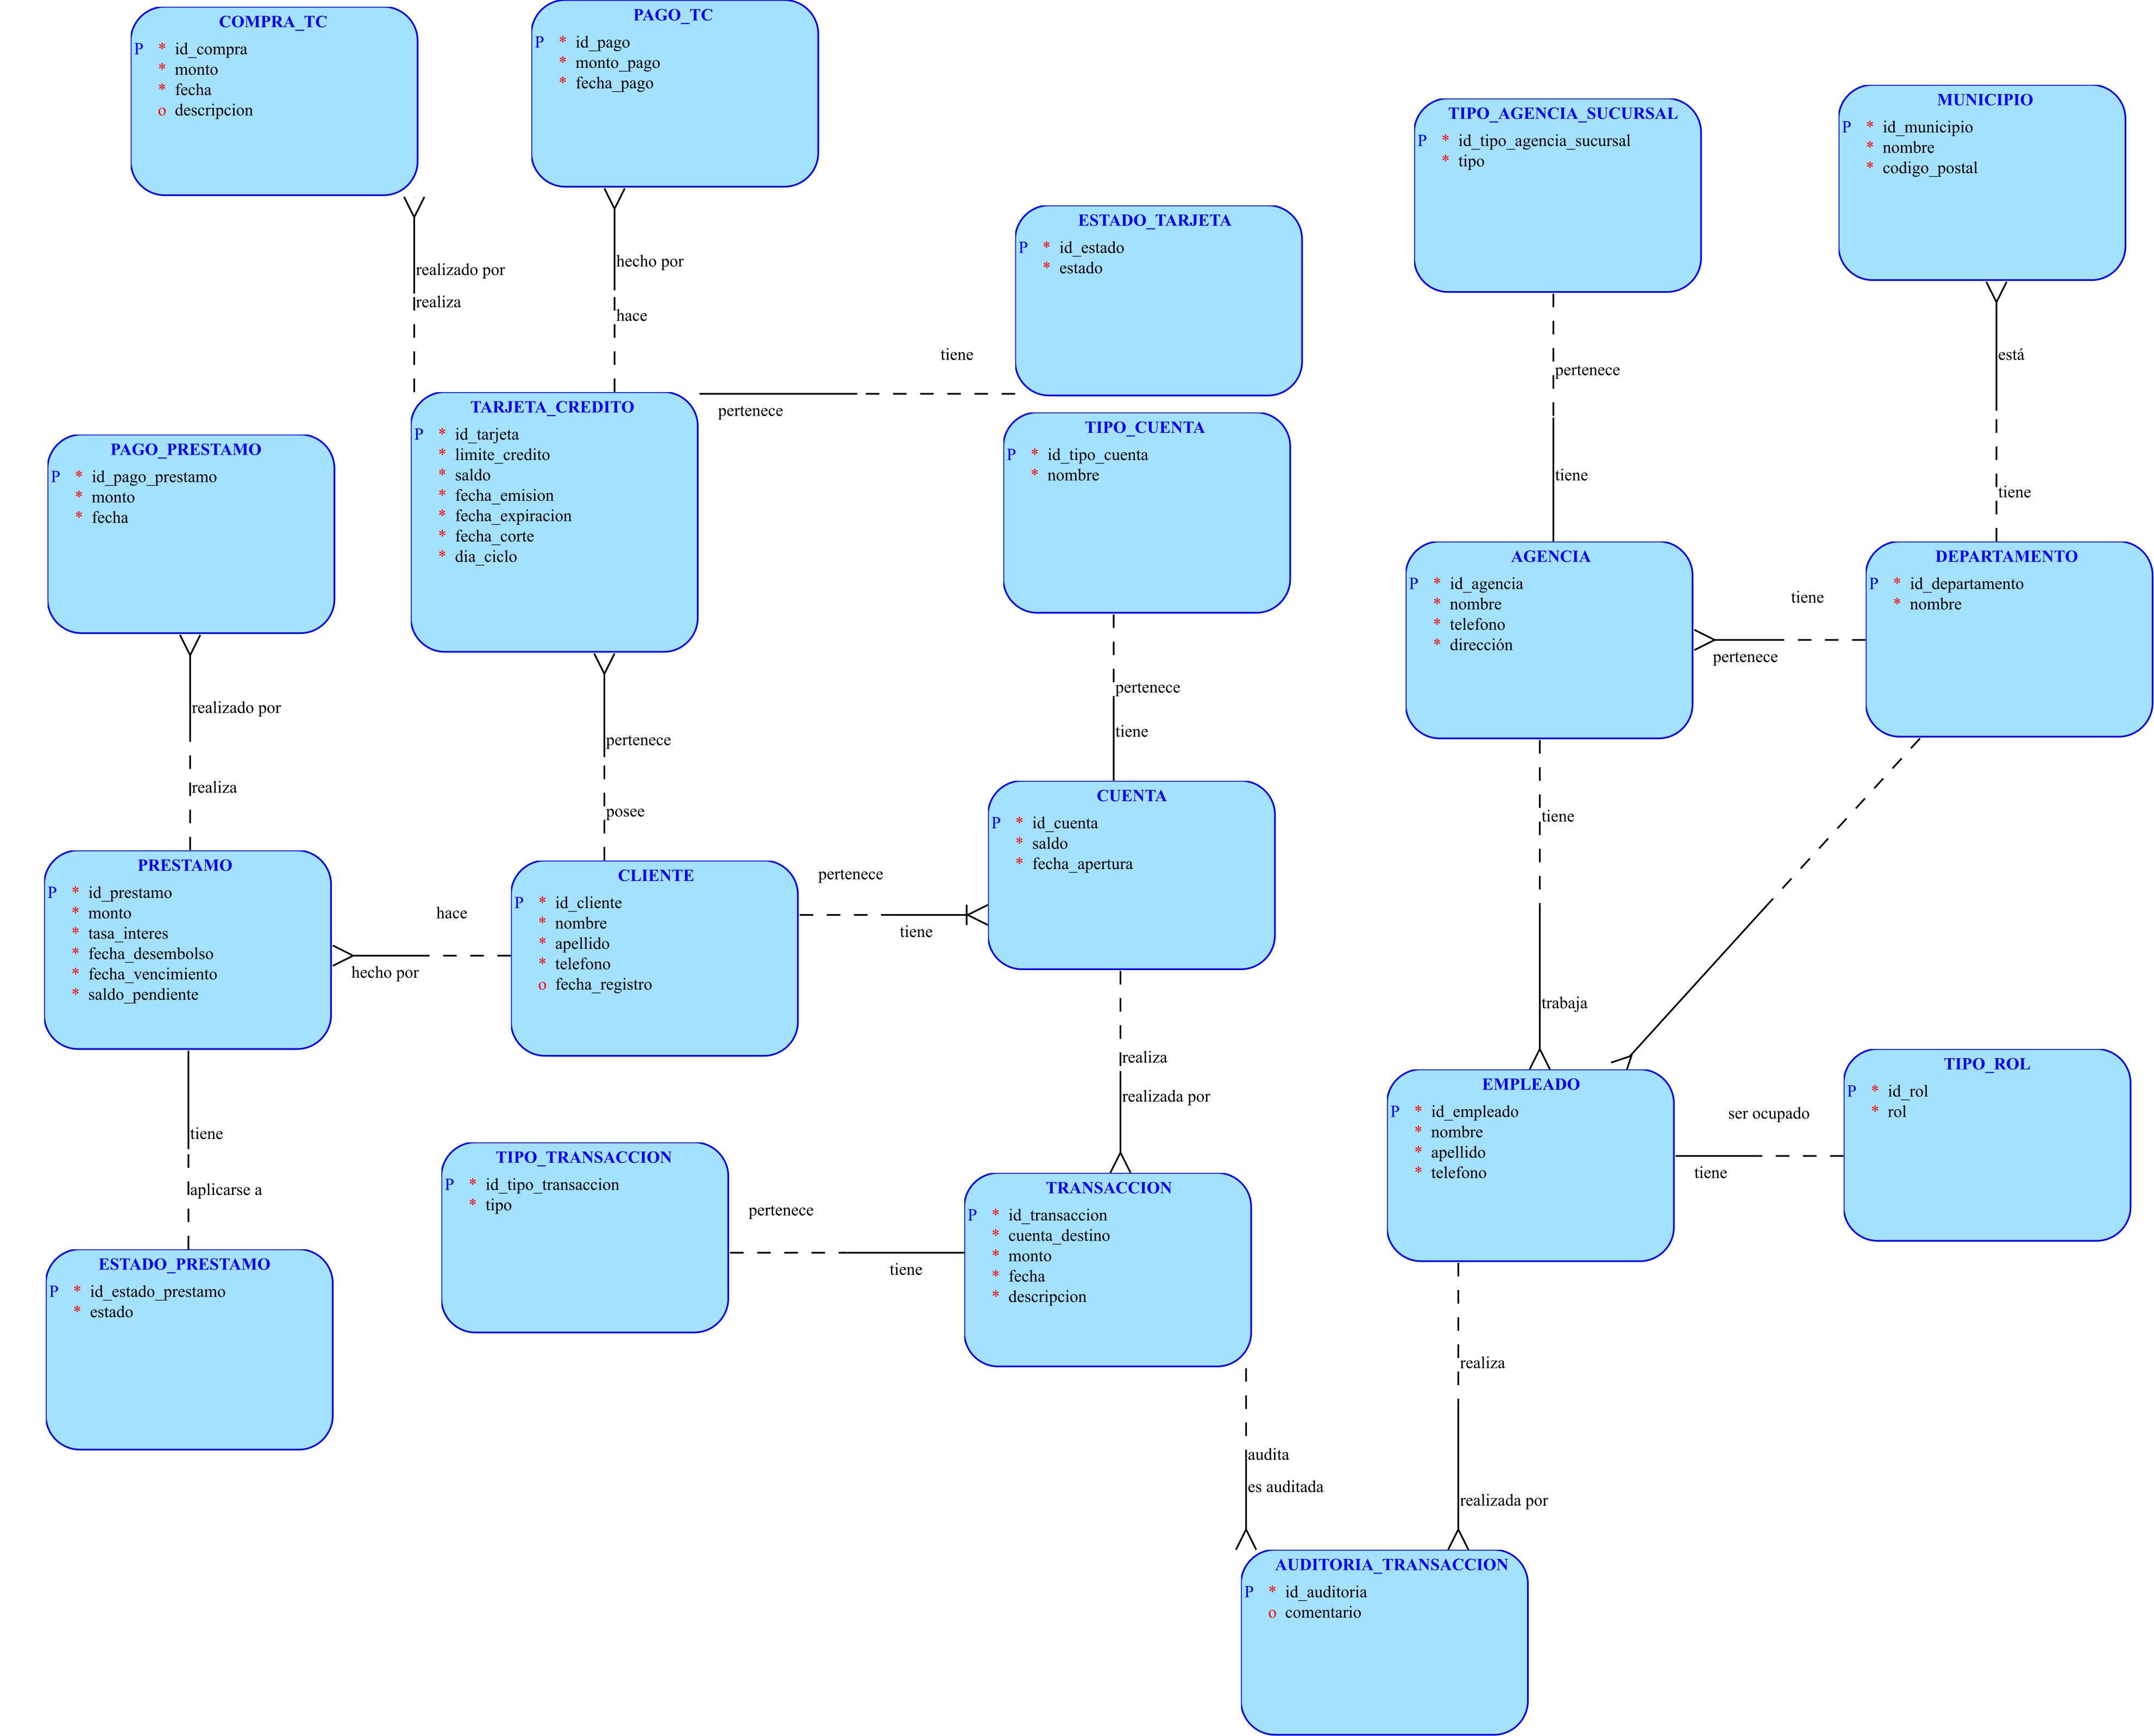 COMPRA_TC
P * id_compra
* monto
* fecha
o descripcion
PAGO_TC
P * id_pago
* monto_pago
* fecha_pago
TIPO_AGENCIA_SUCURSAL
P * id_tipo_agencia_sucursal
* tipo
MUNICIPIO
P * id_municipio
* nombre
* codigo_postal
ESTADO_TARJETA
P * id_estado
* estado
realizado por
realiza
hecho por
hace
tiene
pertenece
pertenece
tiene
está
tiene
TARJETA_CREDITO
P * id_tarjeta
* limite_credito
* saldo
* fecha_emision
* fecha_expiracion
* fecha_corte
* dia_ciclo
TIPO_CUENTA
P * id_tipo_cuenta
* nombre
PAGO_PRESTAMO
P * id_pago_prestamo
* monto
* fecha
AGENCIA
P * id_agencia
* nombre
* telefono
* dirección
tiene
pertenece
DEPARTAMENTO
P * id_departamento
* nombre
realizado por
realiza
pertenece
posee
pertenece
tiene
tiene
trabaja
PRESTAMO
P * id_prestamo
* monto
* tasa_interes
* fecha_desembolso
* fecha_vencimiento
* saldo_pendiente
hace
hecho por
CLIENTE
P * id_cliente
* nombre
* apellido
* telefono
o fecha_registro
pertenece
tiene
CUENTA
P * id_cuenta
* saldo
* fecha_apertura
realiza
realizada por
EMPLEADO
P * id_empleado
* nombre
* apellido
* telefono
ser ocupado
tiene
TIPO_ROL
P * id_rol
* rol
tiene
aplicarse a
TIPO_TRANSACCION
P * id_tipo_transaccion
* tipo
pertenece
tiene
TRANSACCION
P * id_transaccion
* cuenta_destino
* monto
* fecha
* descripcion
ESTADO_PRESTAMO
P * id_estado_prestamo
* estado
realiza
realizada por
audita
es auditada
AUDITORIA_TRANSACCION
P * id_auditoria
o comentario